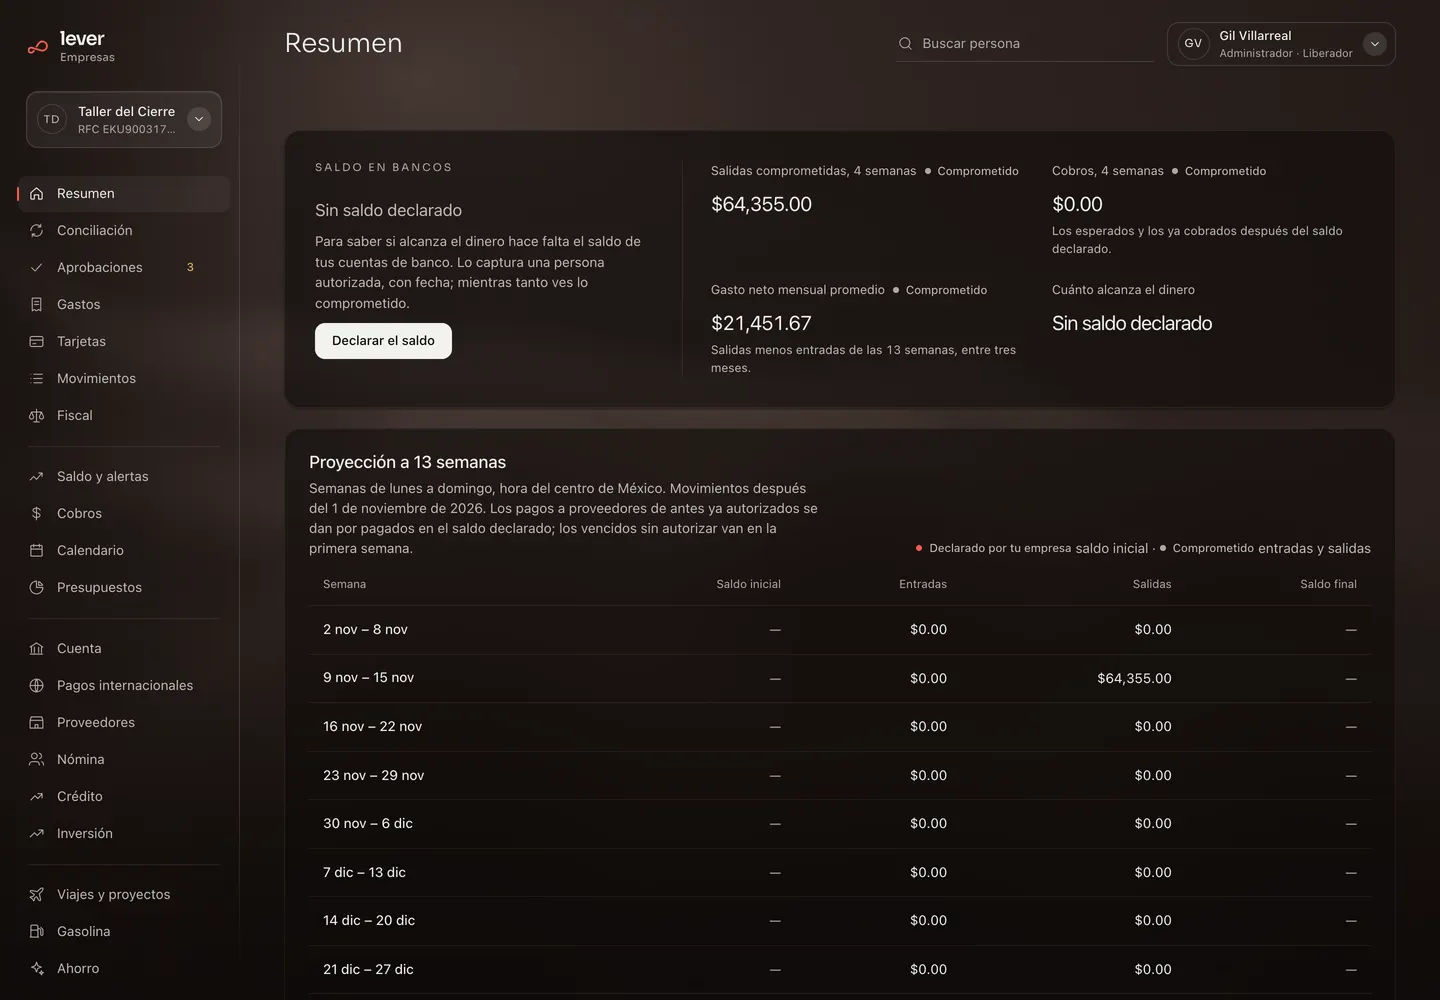 lever
Empresas
TD
Taller del Cierre
RFC EKU900317...
Resumen
Conciliación
Aprobaciones 3
Gastos
Tarjetas
Movimientos
Fiscal
Saldo y alertas
Cobros
Calendario
Presupuestos
Cuenta
Pagos internacionales
Proveedores
Nómina
Crédito
Inversión
Viajes y proyectos
Gasolina
Ahorro
Resumen
Buscar persona
GV
Gil Villarreal
Administrador · Liberador
SALDO EN BANCOS
Sin saldo declarado
Para saber si alcanza el dinero hace falta el saldo de
tus cuentas de banco. Lo captura una persona
autorizada, con fecha; mientras tanto ves lo
comprometido.
Declarar el saldo
Salidas comprometidas, 4 semanas ● Comprometido
$64,355.00
Cobros, 4 semanas ● Comprometido
$0.00
Los esperados y los ya cobrados después del saldo
declarado.
Gasto neto mensual promedio ● Comprometido
$21,451.67
Salidas menos entradas de las 13 semanas, entre tres
meses.
Cuánto alcanza el dinero
Sin saldo declarado
Proyección a 13 semanas
Semanas de lunes a domingo, hora del centro de México. Movimientos después
del 1 de noviembre de 2026. Los pagos a proveedores de antes ya autorizados se
dan por pagados en el saldo declarado; los vencidos sin autorizar van en la
primera semana.
● Declarado por tu empresa saldo inicial · ● Comprometido entradas y salidas
Semana Saldo inicial Entradas Salidas Saldo final
2 nov – 8 nov — $0.00 $0.00 —
9 nov – 15 nov — $0.00 $64,355.00 —
16 nov – 22 nov — $0.00 $0.00 —
23 nov – 29 nov — $0.00 $0.00 —
30 nov – 6 dic — $0.00 $0.00 —
7 dic – 13 dic — $0.00 $0.00 —
14 dic – 20 dic — $0.00 $0.00 —
21 dic – 27 dic — $0.00 $0.00 —